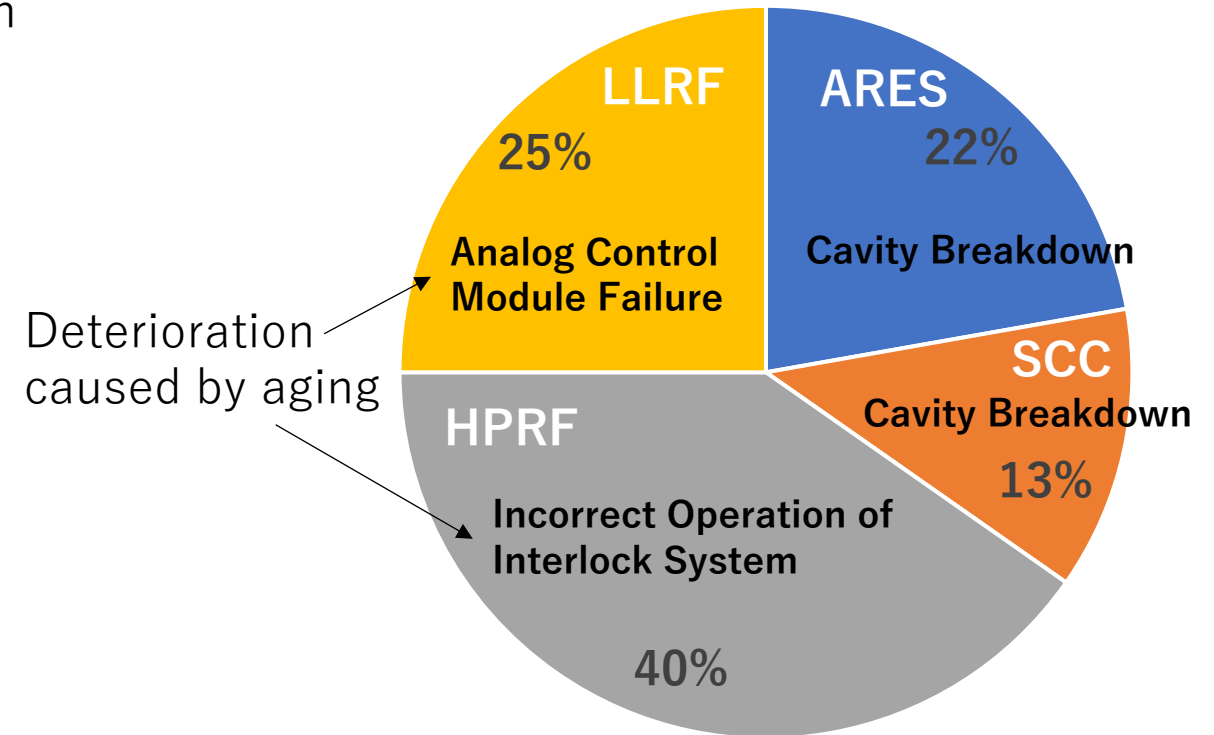 LLRF
25%
Analog Control
Module Failure
ARES
22%
Cavity Breakdown
Deterioration
caused by aging
SCC
Cavity Breakdown
13%
HPRF
Incorrect Operation of
Interlock System
40%